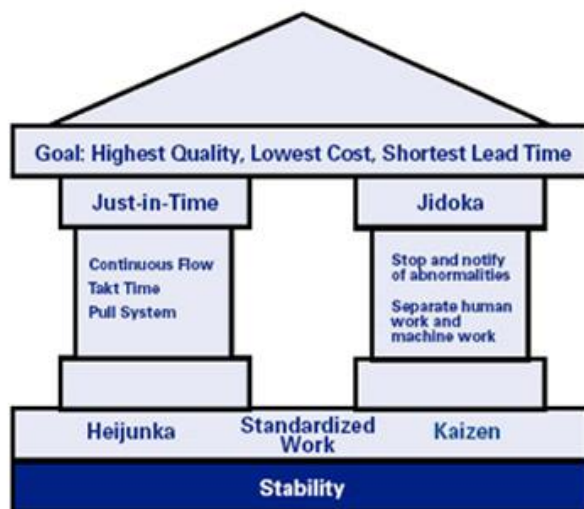 Goal: Highest Quality, Lowest Cost, Shortest Lead Time
Just-in-Time
Jidoka
Continuous Flow
Takt Time
Pull System
Stop and notify
of abnormalities
Separate human
work and
machine work
Heijunka
Standardized
Work
Kaizen
Stability